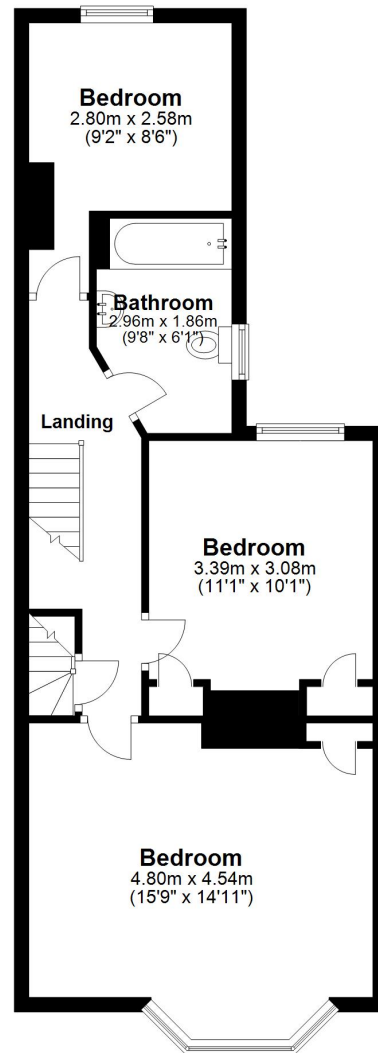 Bedroom
2.80m x 2.58m
(9'2" x 8'6")
Bathroom
2.96m x 1.86m
(9'8" x 6'1")
Landing
Bedroom
3.39m x 3.08m
(11'1" x 10'1")
Bedroom
4.80m x 4.54m
(15'9" x 14'11")